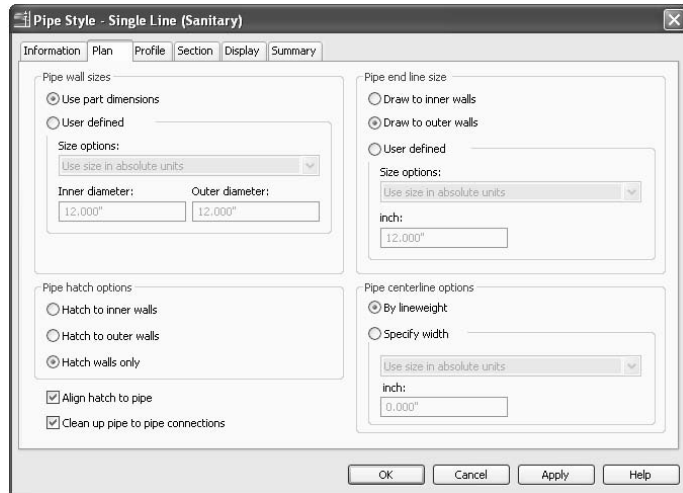 Pipe Style - Single Line (Sanitary)
Information Plan Profile Section Display Summary
Pipe wall sizes
Use part dimensions
User defined
Size options:
Use size in absolute units
Inner diameter: Outer diameter:
12.000" 12.000"
Pipe end line size
Draw to inner walls
Draw to outer walls
User defined
Size options:
Use size in absolute units
inch:
12.000"
Pipe hatch options
Hatch to inner walls
Hatch to outer walls
Hatch walls only
Align hatch to pipe
Clean up pipe to pipe connections
Pipe centerline options
By lineweight
Specify width
Use size in absolute units
inch:
0.000"
OK Cancel Apply Help